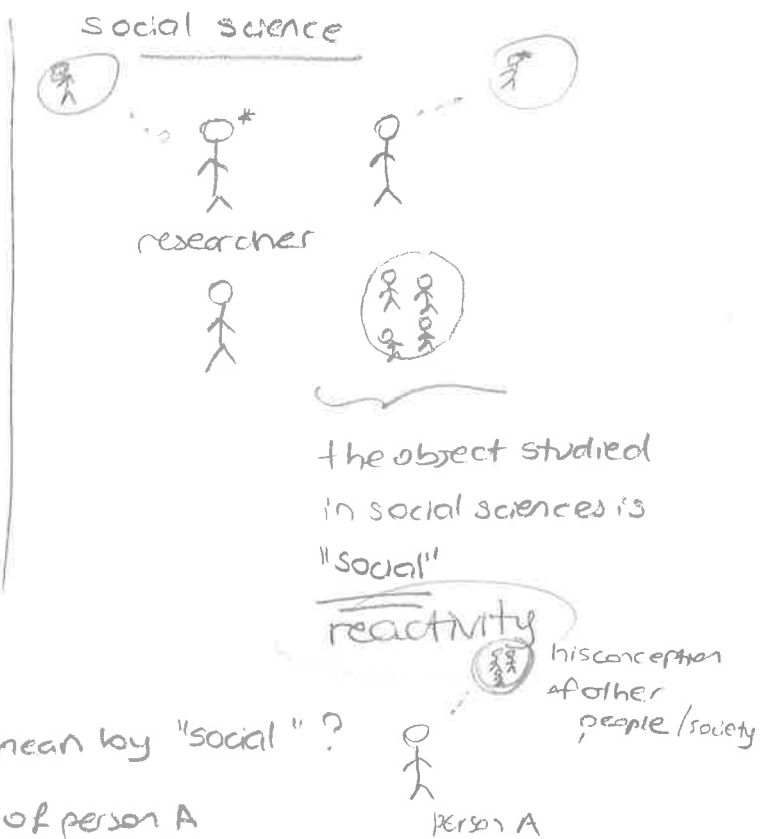 social science
*
researcher
the object studied
in social sciences is
"social"
reactivity
his conception
of other
people / society
mean by "social"?
of person A
person A